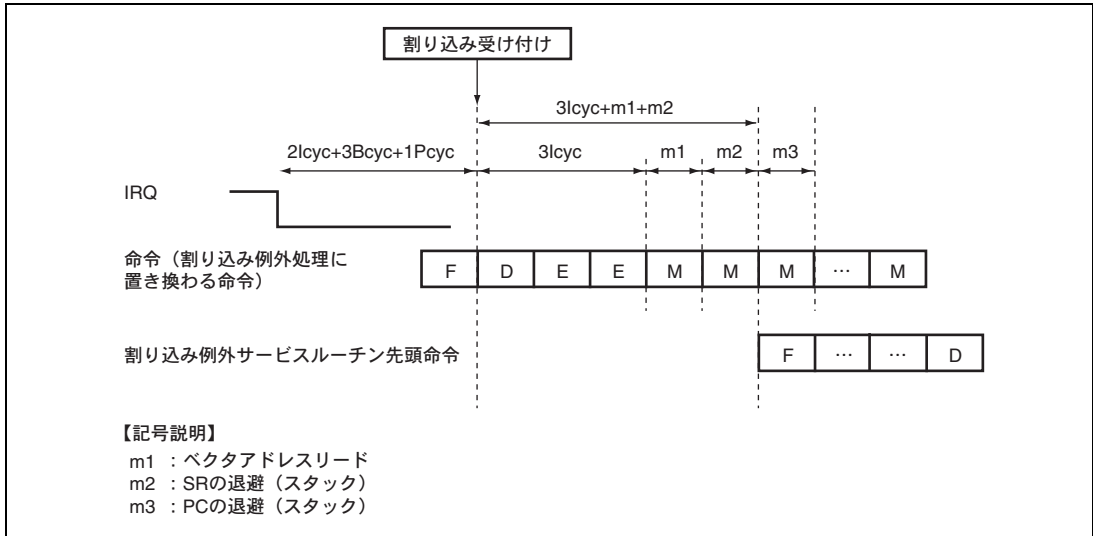 割り込み受け付け
3Icyc+m1+m2
2Icyc+3Bcyc+1Pcyc 3Icyc m1 m2 m3
IRQ
命令（割り込み例外処理に
置き換わる命令）
F D E E M M M … M
割り込み例外サービスルーチン先頭命令
F … … D
【記号説明】
m1 ：ベクタアドレスリード
m2 ：SRの退避（スタック）
m3 ：PCの退避（スタック）